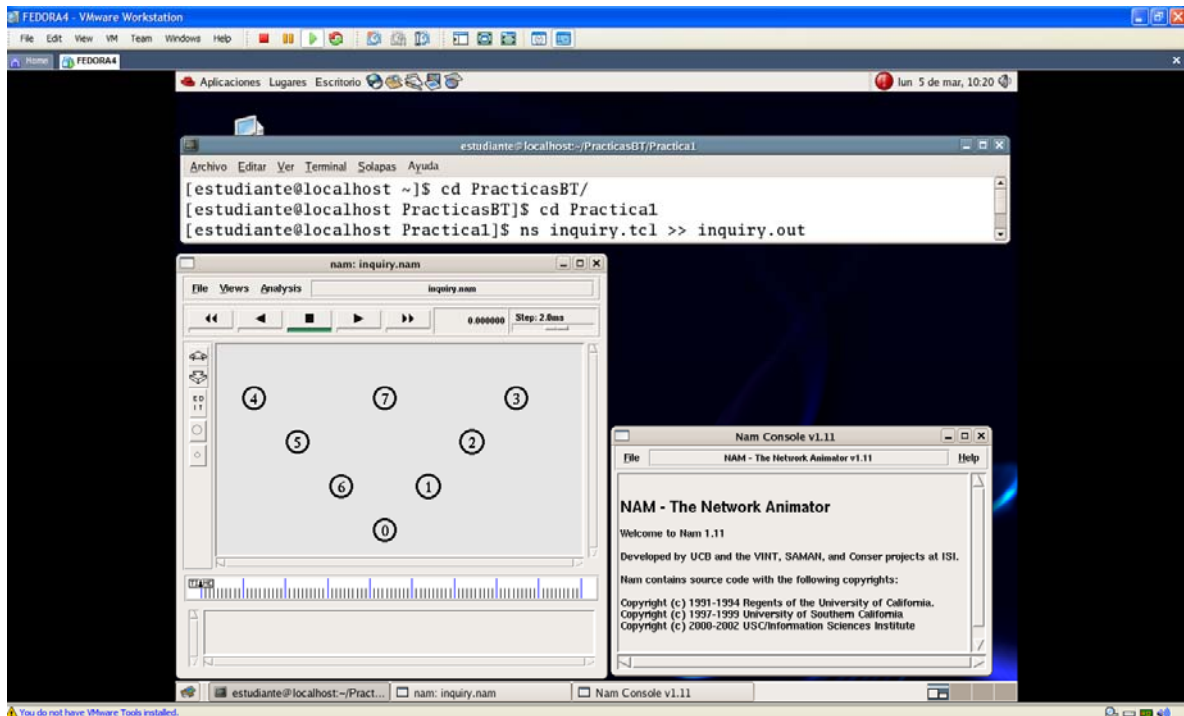 FEDORA4 - VMware Workstation
File Edit View VM Team Windows Help
Home FEDORA4
Aplicaciones Lugares Escritorio
lun 5 de mar, 10:20
estudiante@localhost:~/PracticasBT/Practica1
Archivo Editar Ver Terminal Solapas Ayuda
[estudiante@localhost ~]$ cd PracticasBT/
[estudiante@localhost PracticasBT]$ cd Practica1
[estudiante@localhost Practica1]$ ns inquiry.tcl >> inquiry.out
nam: inquiry.nam
File Views Analysis inquiry.nam
0.000000 Step: 2.0ms
EDIT
4 7 3
5 2
6 1
0
Nam Console v1.11
File NAM - The Network Animator v1.11 Help
NAM - The Network Animator
Welcome to Nam 1.11
Developed by UCB and the VINT, SAMAN, and Conser projects at ISI.
Nam contains source code with the following copyrights:
Copyright (c) 1991-1994 Regents of the University of California.
Copyright (c) 1997-1999 University of Southern California
Copyright (c) 2000-2002 USC/Information Sciences Institute
estudiante@localhost:~/Pract... nam: inquiry.nam Nam Console v1.11
You do not have VMware Tools installed.